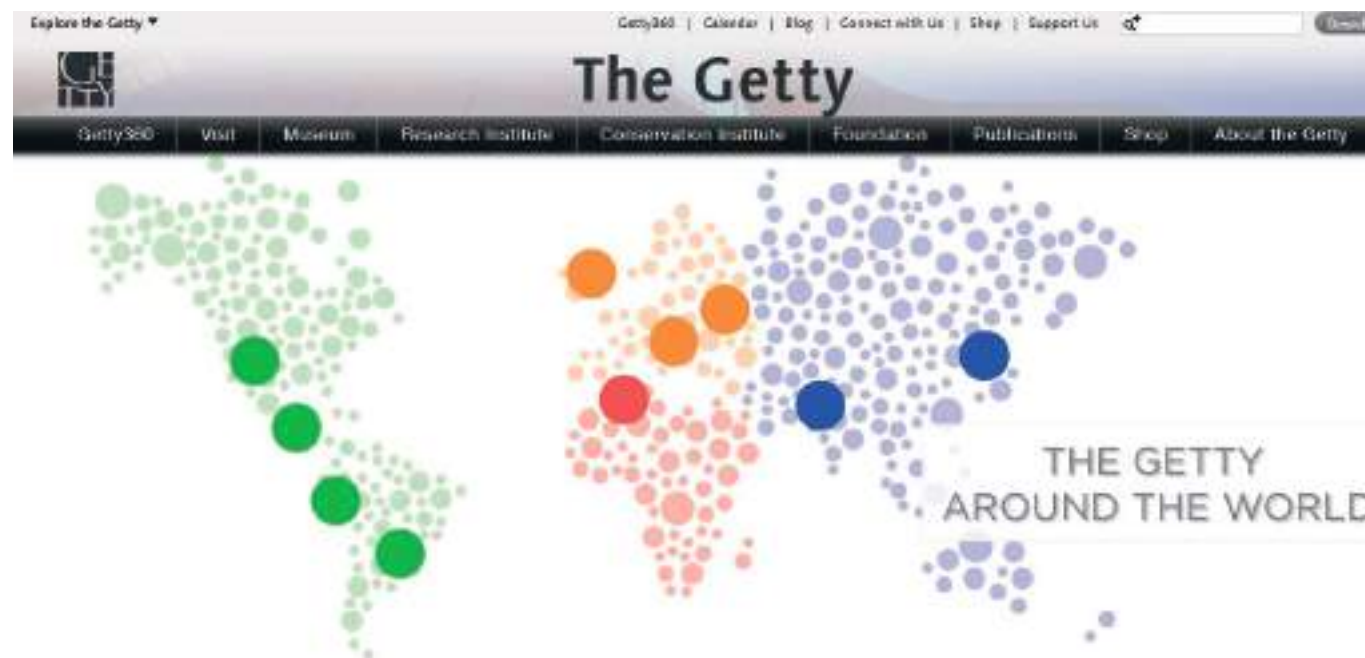 Explore the Getty ▼
Getty360 | Calendar | Blog | Connect with Us | Shop | Support Us
The Getty
Getty360 Visit Museum Research Institute Conservation Institute Foundation Publications Shop About the Getty
THE GETTY
AROUND THE WORLD